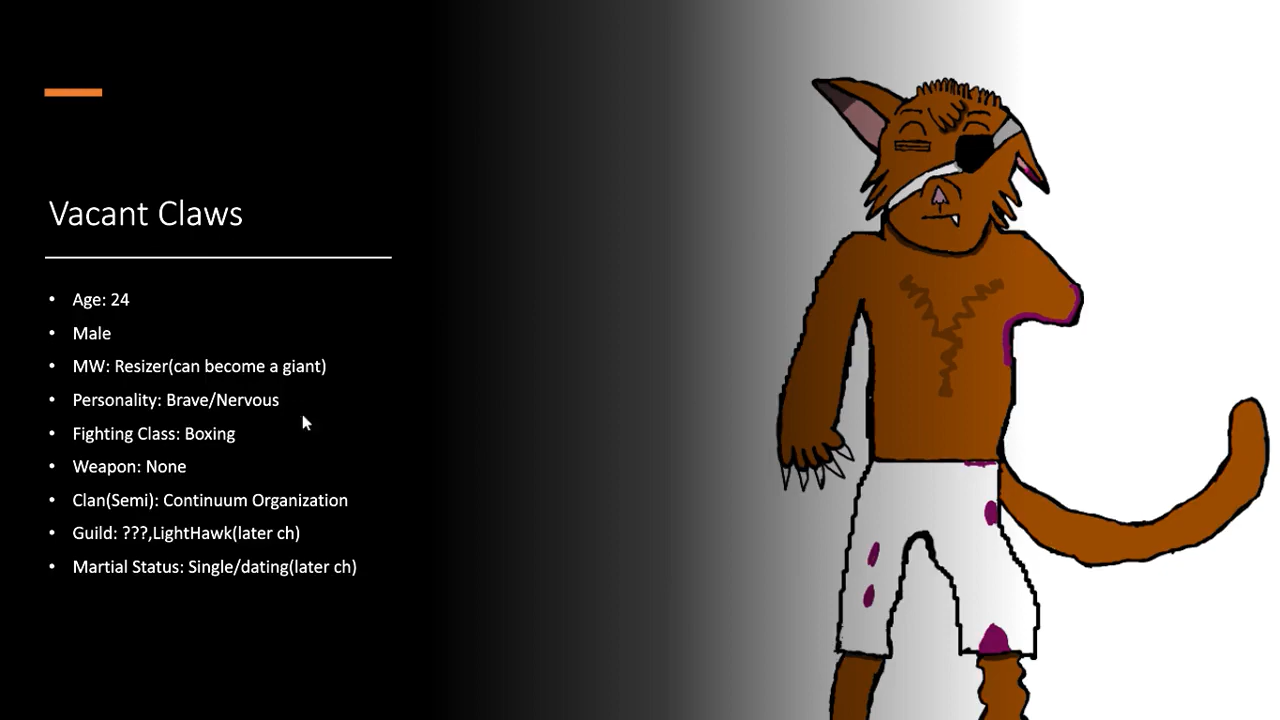 Vacant Claws
• Age: 24
• Male
• MW: Resizer(can become a giant)
• Personality: Brave/Nervous
• Fighting Class: Boxing
• Weapon: None
• Clan(Semi): Continuum Organization
• Guild: ???,LightHawk(later ch)
• Martial Status: Single/dating(later ch)